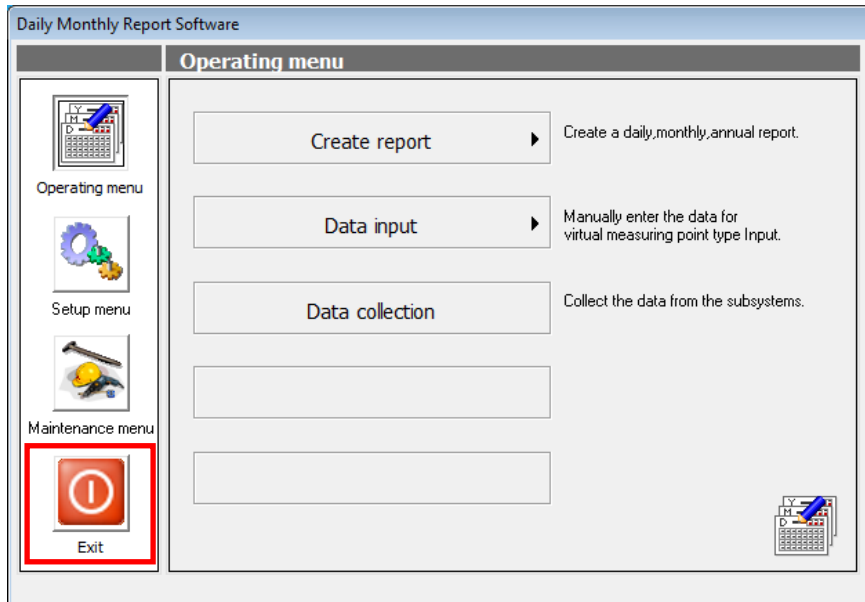 Daily Monthly Report Software
Operating menu
Operating menu
Setup menu
Maintenance menu
Exit
Create report
Create a daily,monthly,annual report.
Data input
Manually enter the data for
virtual measuring point type Input.
Data collection
Collect the data from the subsystems.
Y
M
D
Y
M
D